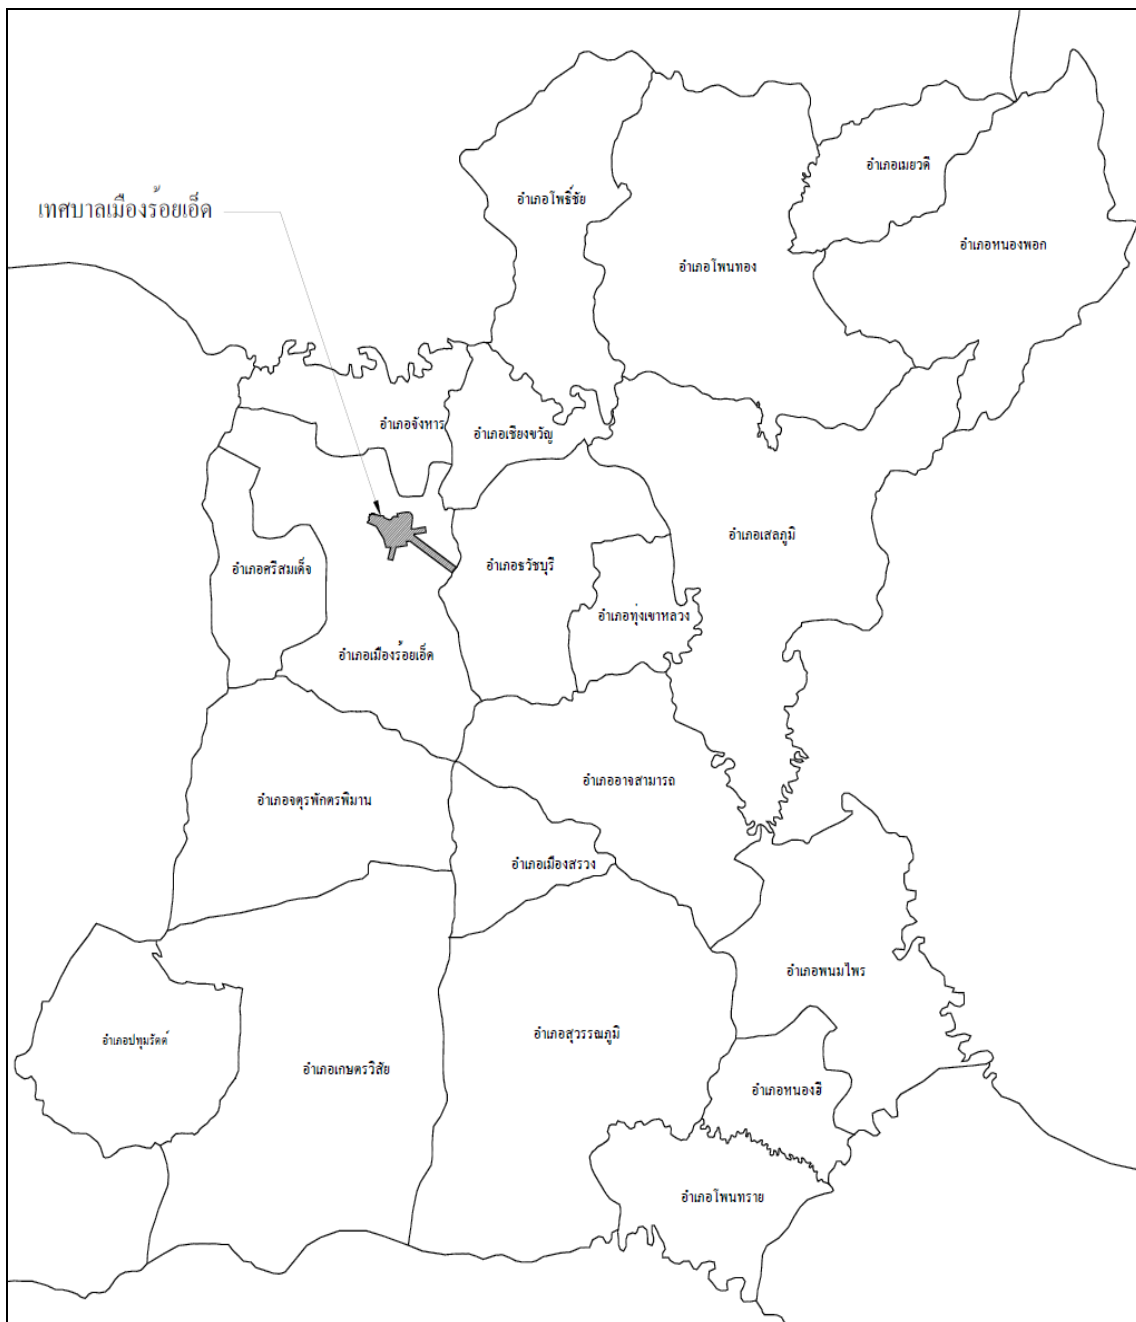 อำเภอเมยวดี
อำเภอโพธิ์ชัย
เทศบาลเมืองร้อยเอ็ด
อำเภอหนองพอก
อำเภอโพนทอง
อำเภอจังหาร
อำเภอเชียงขวัญ
อำเภอเสลภูมิ
อำเภอธวัชบุรี
อำเภอศรีสมเด็จ
อำเภอทุ่งเขาหลวง
อำเภอเมืองร้อยเอ็ด
อำเภออาจสามารถ
อำเภอจตุรพักตรพิมาน
อำเภอเมืองสรวง
อำเภอพนมไพร
อำเภอสุวรรณภูมิ
อำเภอปทุมรัตต์
อำเภอเกษตรวิสัย
อำเภอหนองฮี
อำเภอโพนทราย